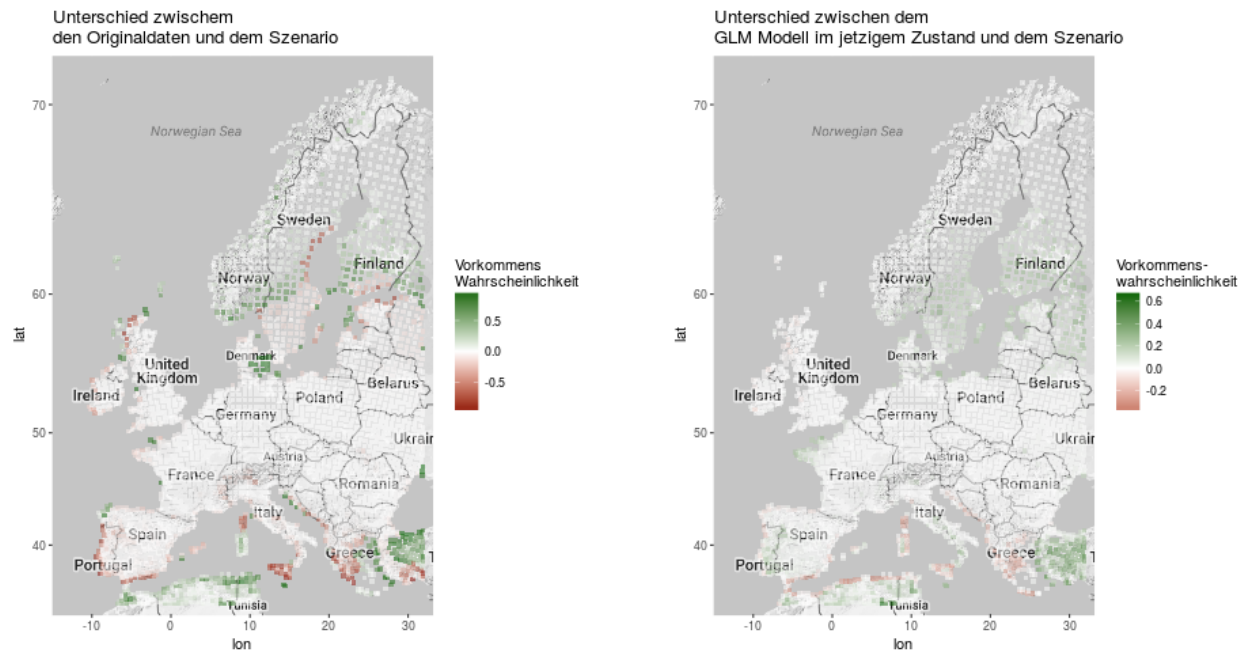 Unterschied zwischem
den Originaldaten und dem Szenario
70
60
50
40
lat
-10
0
10
20
30
lon
Norwegian Sea
Sweden
Finland
Norway
Denmark
United
Kingdom
Ireland
Belarus
Poland
Germany
Ukrain
Austria
France
Romania
Italy
Spain
Greece
Portugal
T
Tunisia
Vorkommens
Wahrscheinlichkeit
0.5
0.0
-0.5
Unterschied zwischen dem
GLM Modell im jetzigem Zustand und dem Szenario
70
60
50
40
lat
-10
0
10
20
30
lon
Norwegian Sea
Sweden
Finland
Norway
Denmark
United
Kingdom
Ireland
Belarus
Poland
Germany
Ukrain
Austria
France
Romania
Italy
Spain
Greece
Portugal
T
Tunisia
Vorkommens-
wahrscheinlichkeit
0.6
0.4
0.2
0.0
-0.2